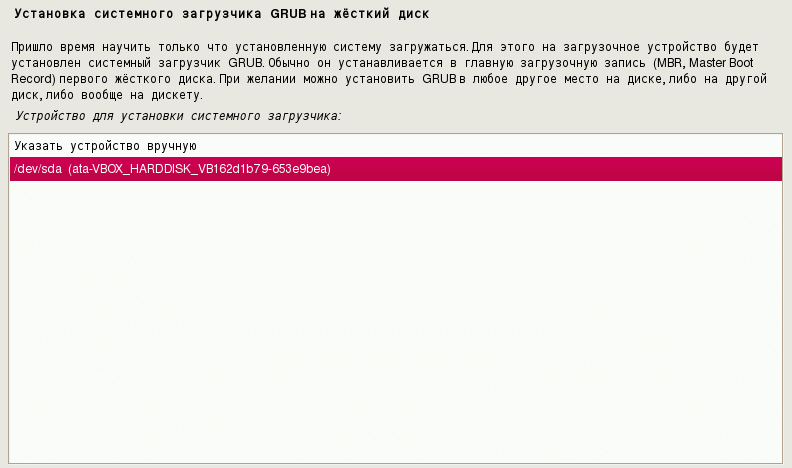 Установка системного загрузчика GRUB на жёсткий диск
Пришло время научить только что установленную систему загружаться. Для этого на загрузочное устройство будет
установлен системный загрузчик GRUB. Обычно он устанавливается в главную загрузочную запись (MBR, Master Boot
Record) первого жёсткого диска. При желании можно установить GRUB в любое другое место на диске, либо на другой
диск, либо вообще на дискету.
Устройство для установки системного загрузчика:
Указать устройство вручную
/dev/sda (ata-VBOX_HARDDISK_VB162d1b79-653e9bea)